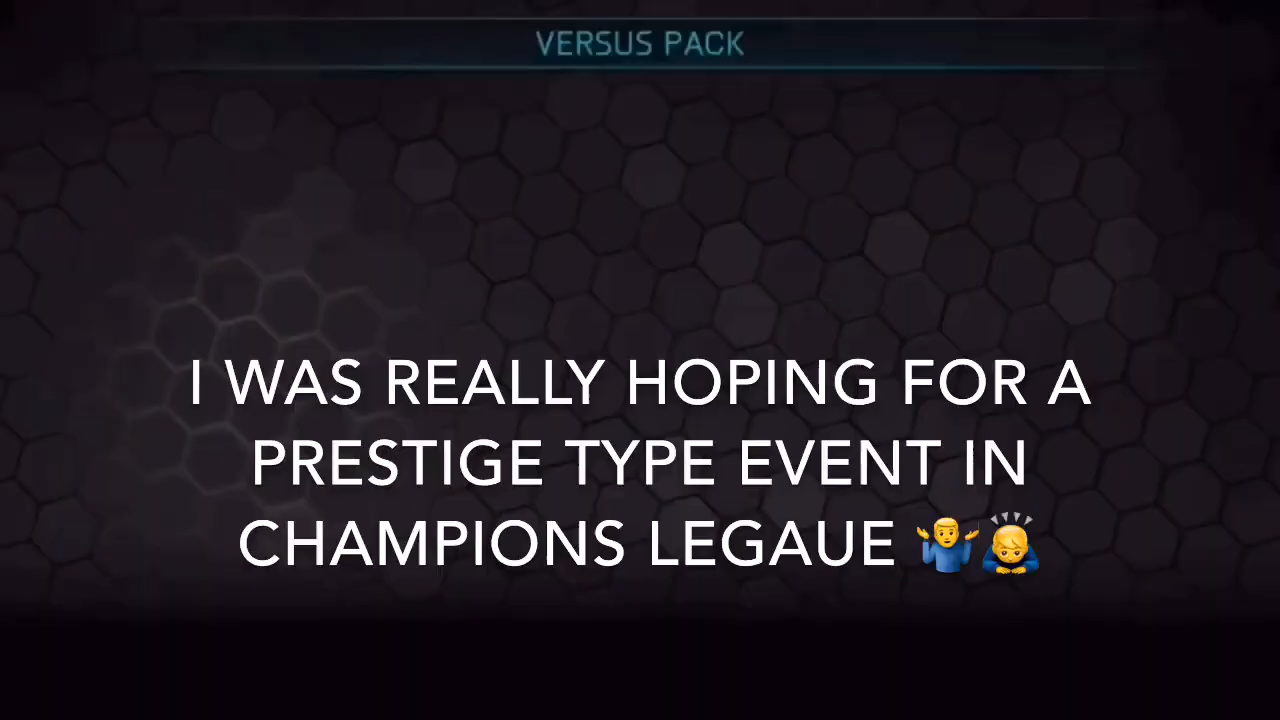 VERSUS PACK
I WAS REALLY HOPING FOR A
PRESTIGE TYPE EVENT IN
CHAMPIONS LEGAUE 🤷‍♂️🙇‍♂️